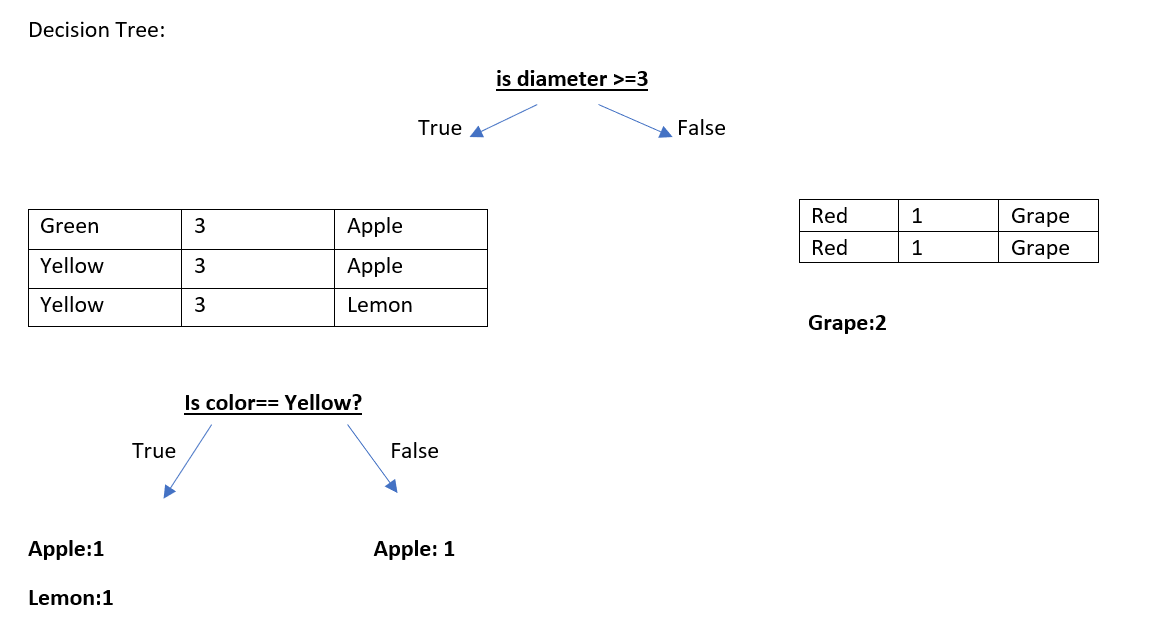 Decision Tree:
is diameter >=3
True
False
Green 3 Apple
Yellow 3 Apple
Yellow 3 Lemon
Red 1 Grape
Red 1 Grape
Grape:2
Is color== Yellow?
True
False
Apple:1
Lemon:1
Apple: 1